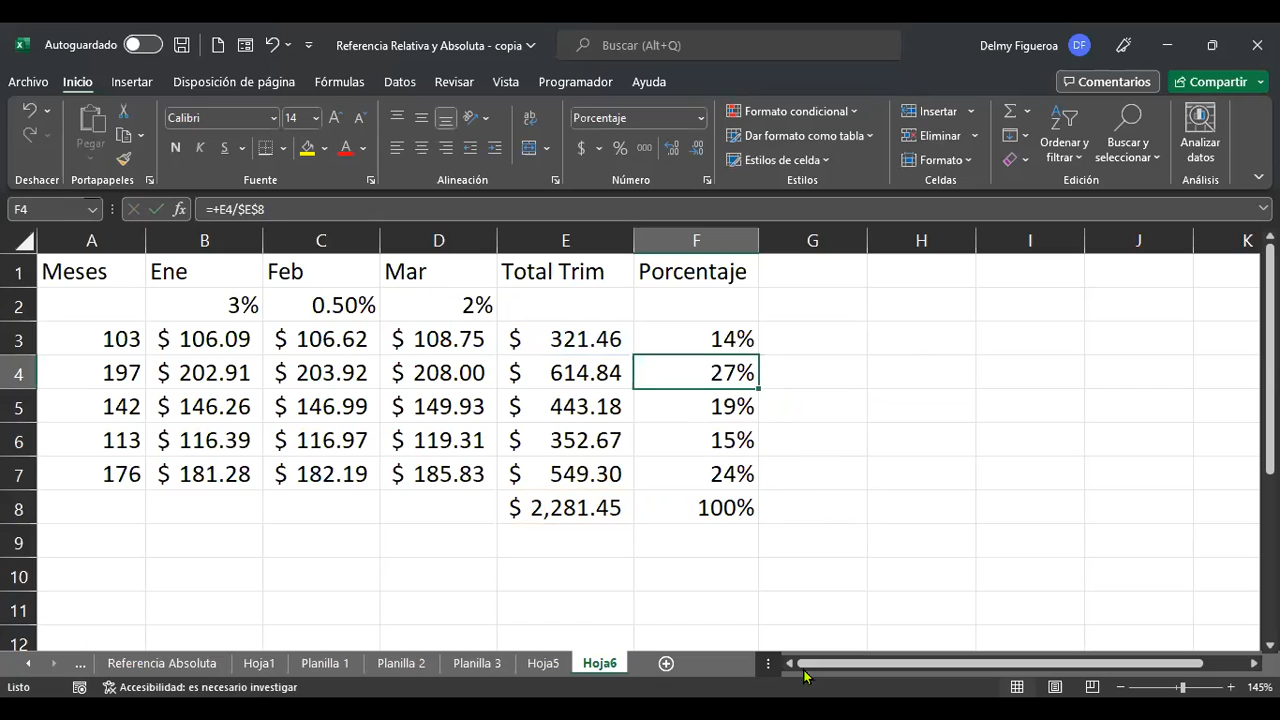 Autoguardado Referencia Relativa y Absoluta - copia Buscar (Alt+Q) Delmy Figueroa DF
Archivo Inicio Insertar Disposición de página Fórmulas Datos Revisar Vista Programador Ayuda Comentarios Compartir
Pegar
Calibri 14
N K S
Porcentaje
$ % 000
Formato condicional
Dar formato como tabla
Estilos de celda
Insertar
Eliminar
Formato
Ordenar y filtrar
Buscar y seleccionar
Analizar datos
Deshacer Portapapeles Fuente Alineación Número Estilos Celdas Edición Análisis
F4 fx =+E4/$E$8
A B C D E F G H I J K
1 Meses Ene Feb Mar Total Trim Porcentaje
2 3% 0.50% 2%
3 103 $ 106.09 $ 106.62 $ 108.75 $ 321.46 14%
4 197 $ 202.91 $ 203.92 $ 208.00 $ 614.84 27%
5 142 $ 146.26 $ 146.99 $ 149.93 $ 443.18 19%
6 113 $ 116.39 $ 116.97 $ 119.31 $ 352.67 15%
7 176 $ 181.28 $ 182.19 $ 185.83 $ 549.30 24%
8 $ 2,281.45 100%
9
10
11
12
... Referencia Absoluta Hoja1 Planilla 1 Planilla 2 Planilla 3 Hoja5 Hoja6
Listo Accesibilidad: es necesario investigar 145%